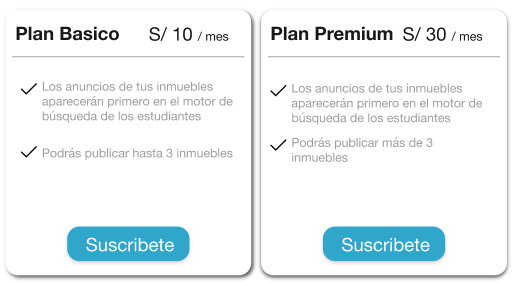 Plan Basico S/ 10 / mes
Los anuncios de tus inmuebles
aparecerán primero en el motor de
búsqueda de los estudiantes
Podrás publicar hasta 3 inmuebles
Suscribete
Plan Premium S/ 30 / mes
Los anuncios de tus inmuebles
aparecerán primero en el motor de
búsqueda de los estudiantes
Podrás publicar más de 3
inmuebles
Suscribete